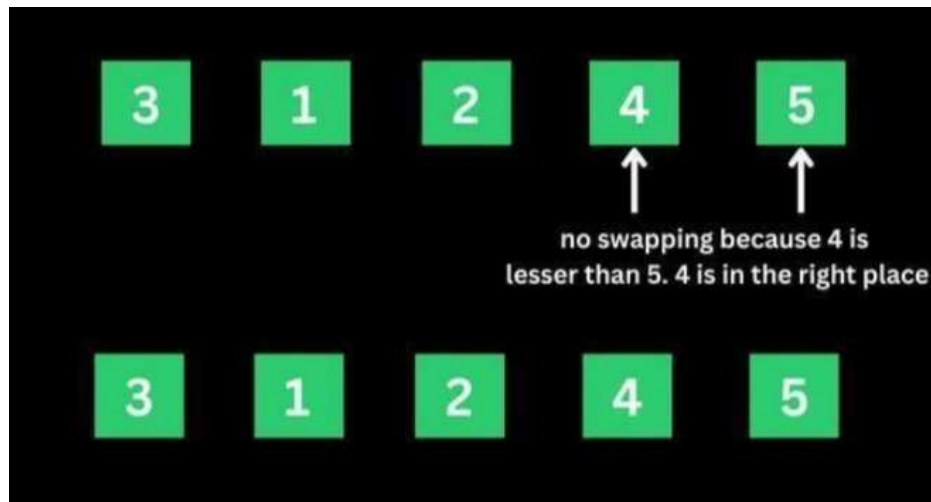 3 1 2 4 5
no swapping because 4 is
lesser than 5. 4 is in the right place
3 1 2 4 5